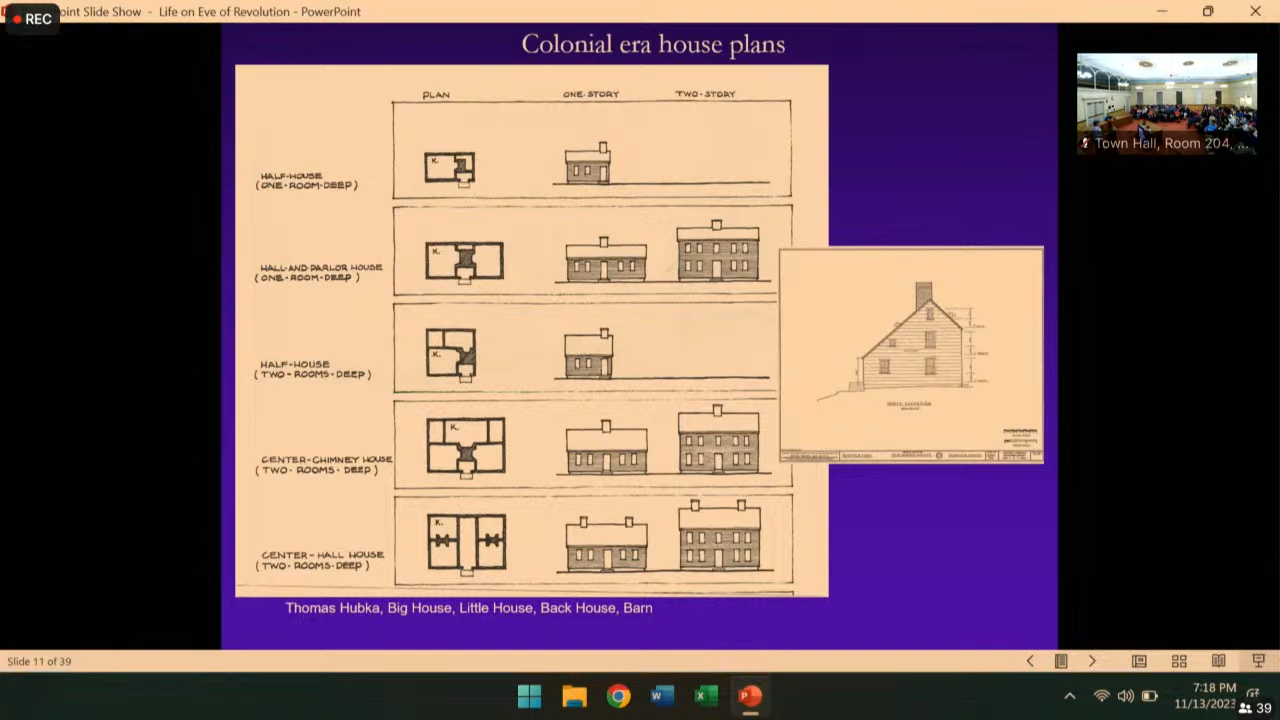 REC
oint Slide Show - Life on Eve of Revolution - PowerPoint
Colonial era house plans
PLAN
ONE-STORY
TWO-STORY
K.
HALF-HOUSE
(ONE-ROOM-DEEP)
K.
HALL-AND-PARLOR HOUSE
(ONE-ROOM-DEEP)
K.
HALF-HOUSE
(TWO-ROOMS-DEEP)
K.
CENTER-CHIMNEY HOUSE
(TWO-ROOMS-DEEP)
K.
CENTER-HALL HOUSE
(TWO-ROOMS-DEEP)
Thomas Hubka, Big House, Little House, Back House, Barn
Town Hall, Room 204, ...
Slide 11 of 39
7:18 PM
11/13/2023
39